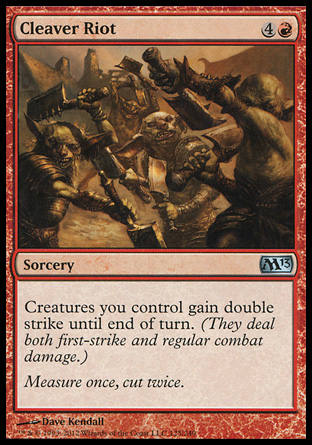 Cleaver Riot 4
Sorcery M13
Creatures you control gain double
strike until end of turn. (They deal
both first-strike and regular combat
damage.)
Measure once, cut twice.
Dave Kendall